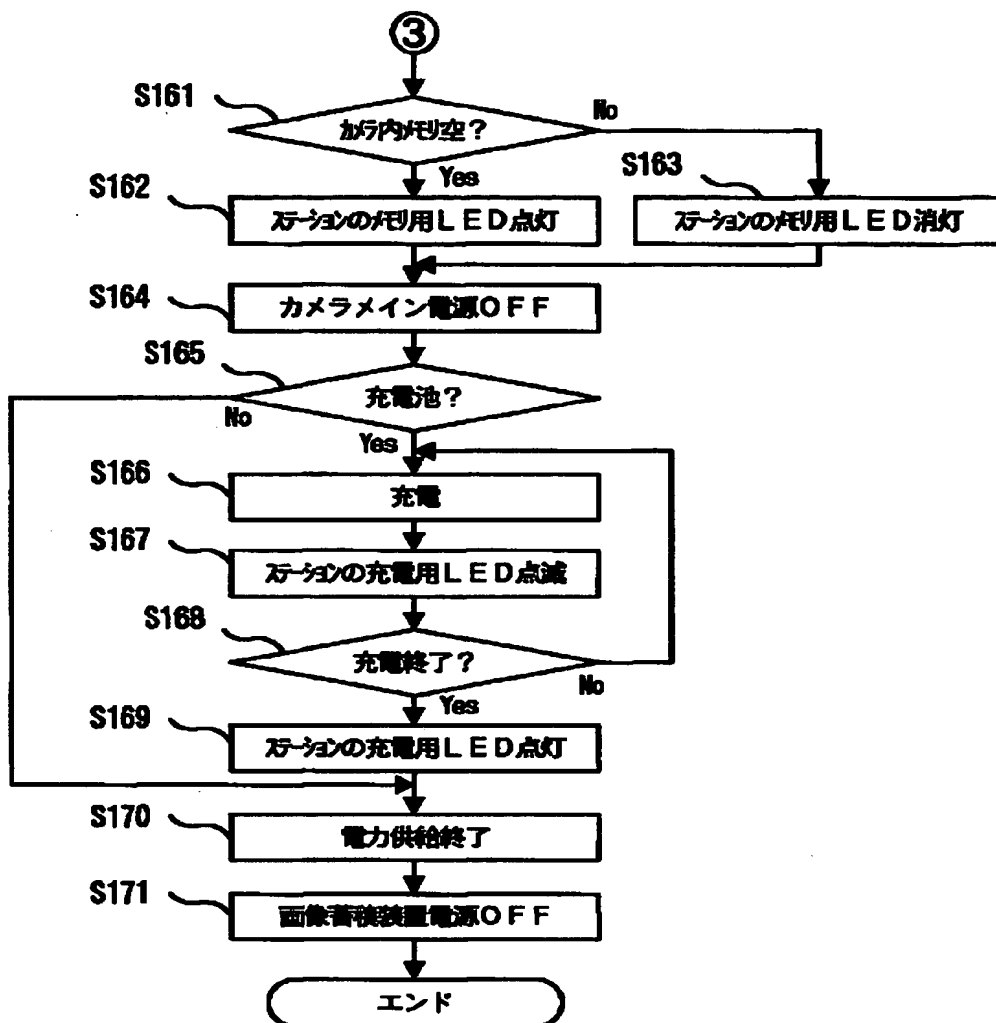 ③
S161
カメラ内メモリ空？
No
Yes
S162
ステーションのメモリ用ＬＥＤ点灯
S163
ステーションのメモリ用ＬＥＤ消灯
S164
カメラメイン電源ＯＦＦ
S165
充電池？
No
Yes
S166
充電
S167
ステーションの充電用ＬＥＤ点滅
S168
充電終了？
No
Yes
S169
ステーションの充電用ＬＥＤ点灯
S170
電力供給終了
S171
画像蓄積装置電源ＯＦＦ
エンド